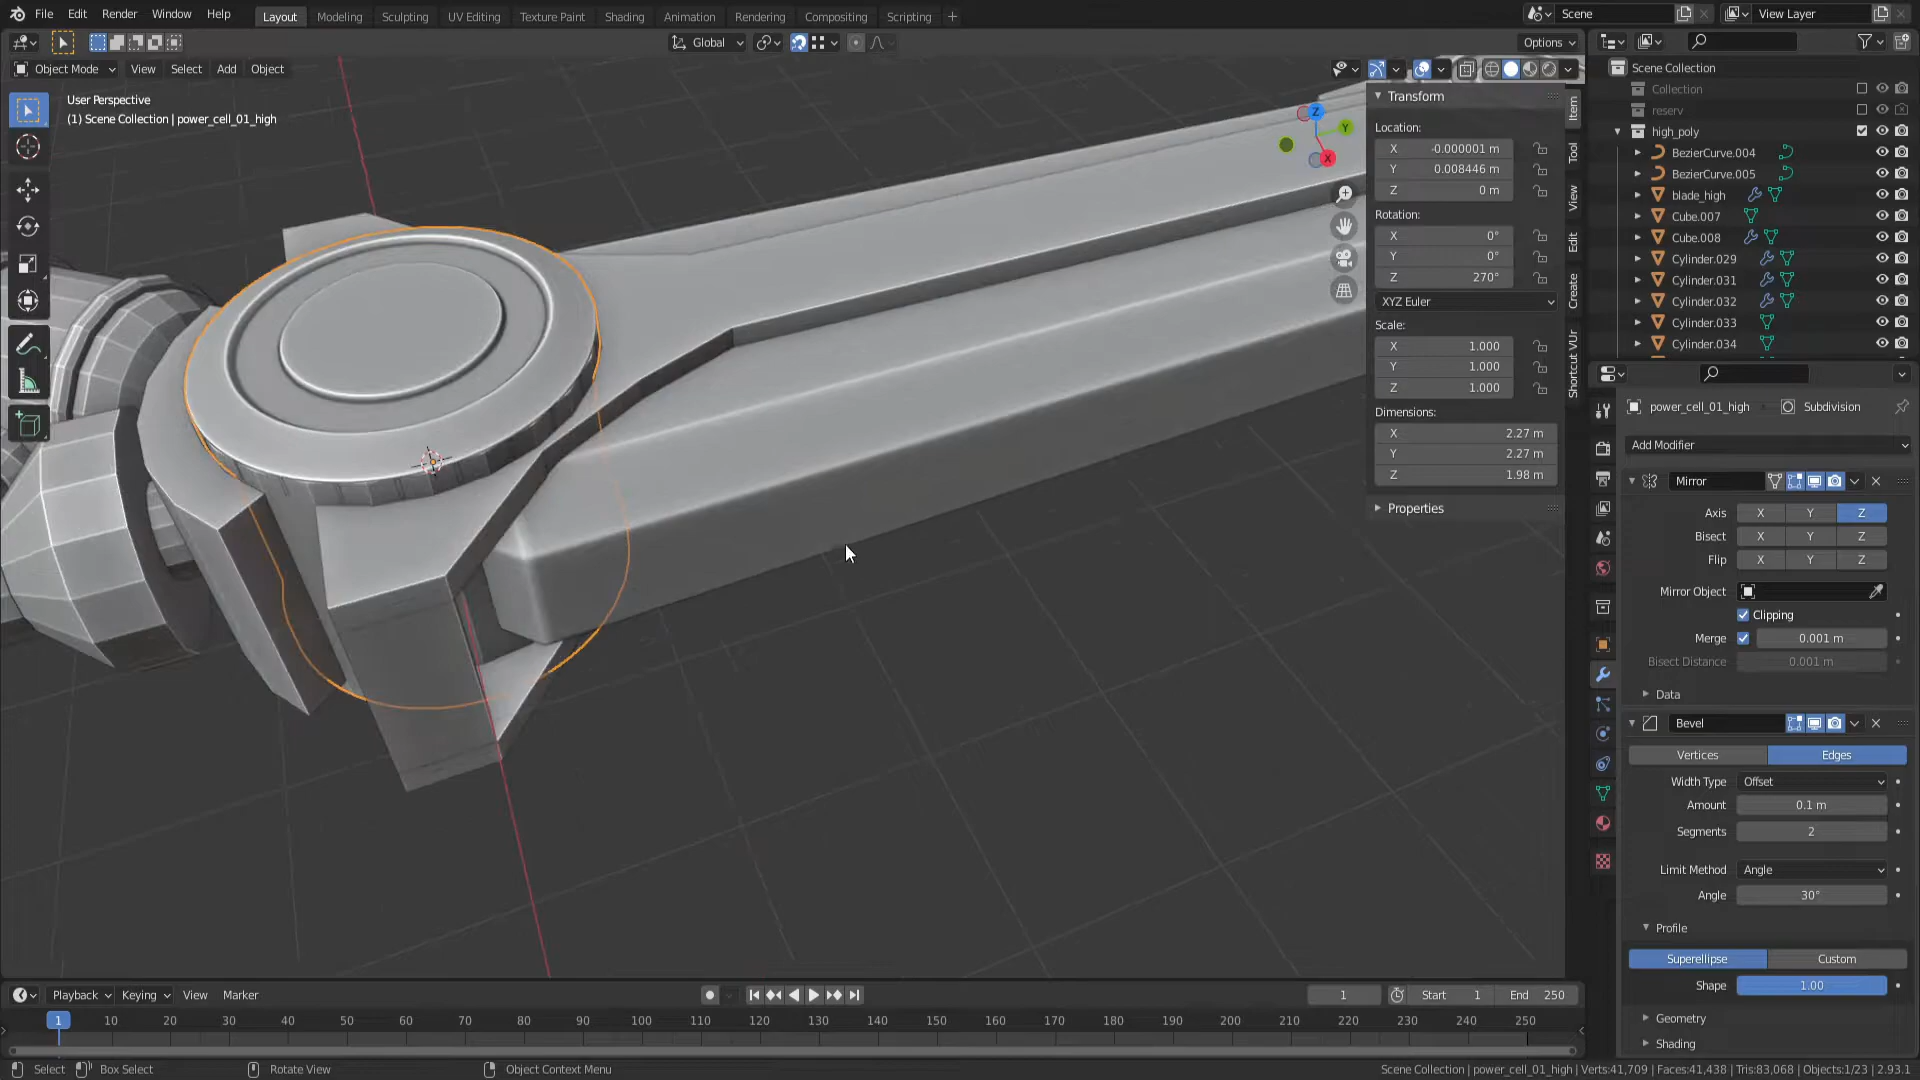 File Edit Render Window Help Layout Modeling Sculpting UV Editing Texture Paint Shading Animation Rendering Compositing Scripting Scene View Layer
Global Options
Object Mode View Select Add Object
User Perspective
(1) Scene Collection | power_cell_01_high
Z
Y
X
Transform
Location:
X -0.000001 m
Y 0.008446 m
Z 0 m
Rotation:
X 0°
Y 0°
Z 270°
XYZ Euler
Scale:
X 1.000
Y 1.000
Z 1.000
Dimensions:
X 2.27 m
Y 2.27 m
Z 1.98 m
Properties
Item
Tool
View
Edit
Create
Shortcut VUr
Scene Collection
Collection
reserv
high_poly
BezierCurve.004
BezierCurve.005
blade_high
Cube.007
Cube.008
Cylinder.029
Cylinder.031
Cylinder.032
Cylinder.033
Cylinder.034
power_cell_01_high Subdivision
Add Modifier
Mirror
Axis X Y Z
Bisect X Y Z
Flip X Y Z
Mirror Object
Clipping
Merge 0.001 m
Bisect Distance 0.001 m
Data
Bevel
Vertices Edges
Width Type Offset
Amount 0.1 m
Segments 2
Limit Method Angle
Angle 30°
Profile
Superellipse Custom
Shape 1.00
Geometry
Shading
Playback Keying View Marker 1 Start 1 End 250
1 10 20 30 40 50 60 70 80 90 100 110 120 130 140 150 160 170 180 190 200 210 220 230 240 250
Select Box Select Rotate View Object Context Menu
Scene Collection | power_cell_01_high | Verts:41,709 | Faces:41,438 | Tris:83,068 | Objects:1/23 | 2.93.1